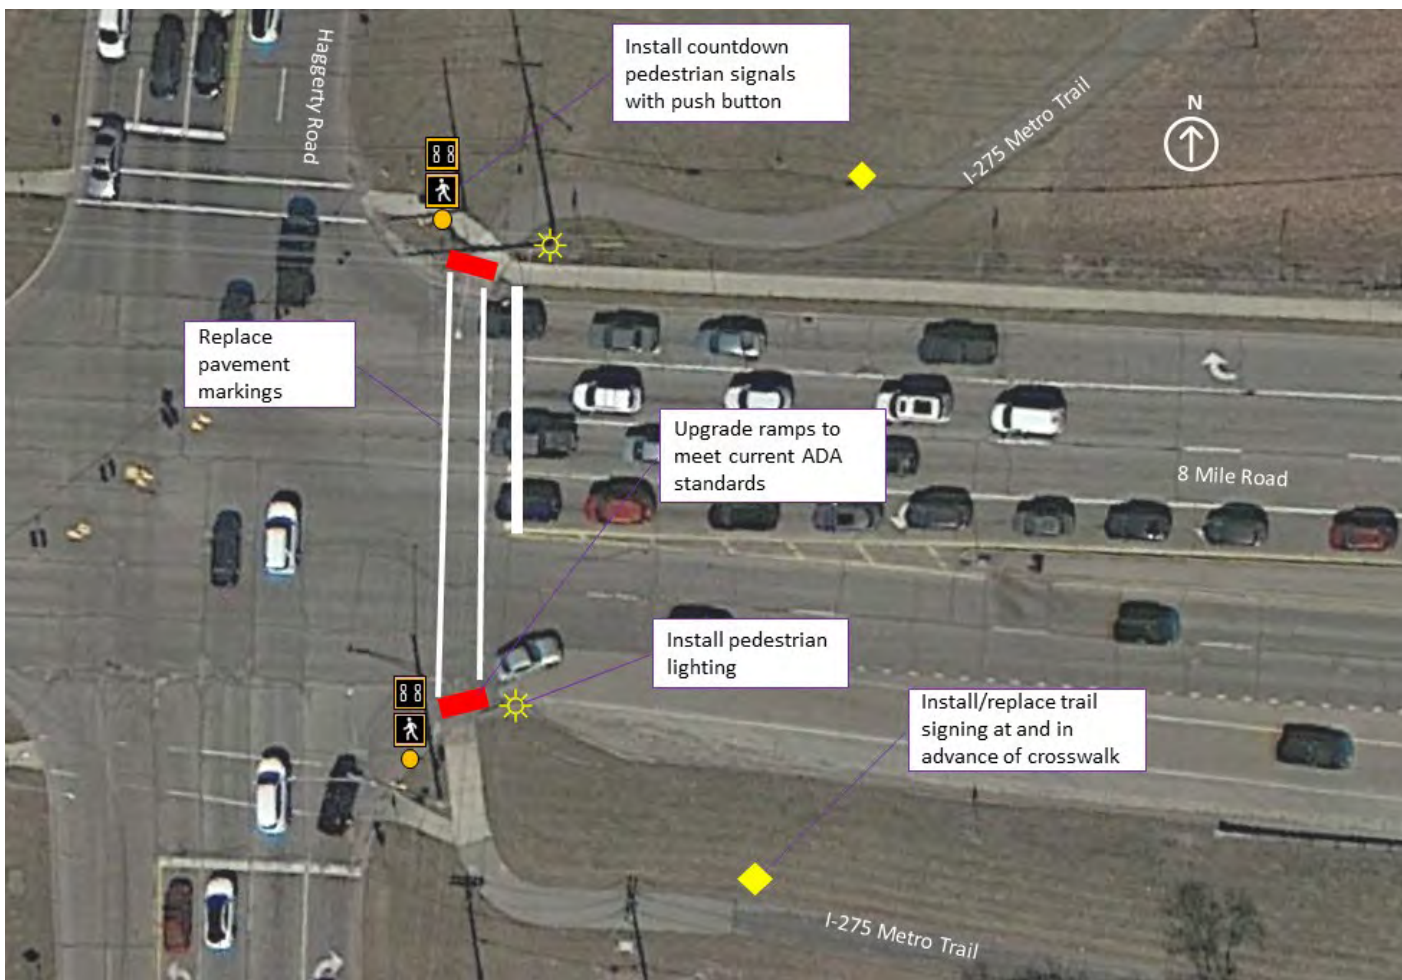 Install countdown
pedestrian signals
with push button
Haggerty Road
N
I-275 Metro Trail
Replace
pavement
markings
Upgrade ramps to
meet current ADA
standards
8 Mile Road
Install pedestrian
lighting
Install/replace trail
signing at and in
advance of crosswalk
I-275 Metro Trail